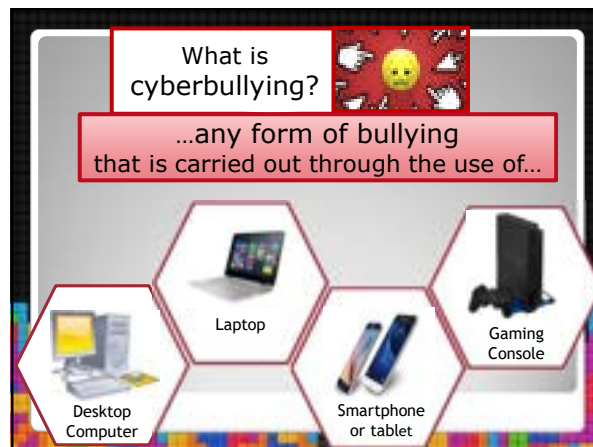 What is
cyberbullying?
...any form of bullying
that is carried out through the use of...
Desktop
Computer
Laptop
Smartphone
or tablet
Gaming
Console